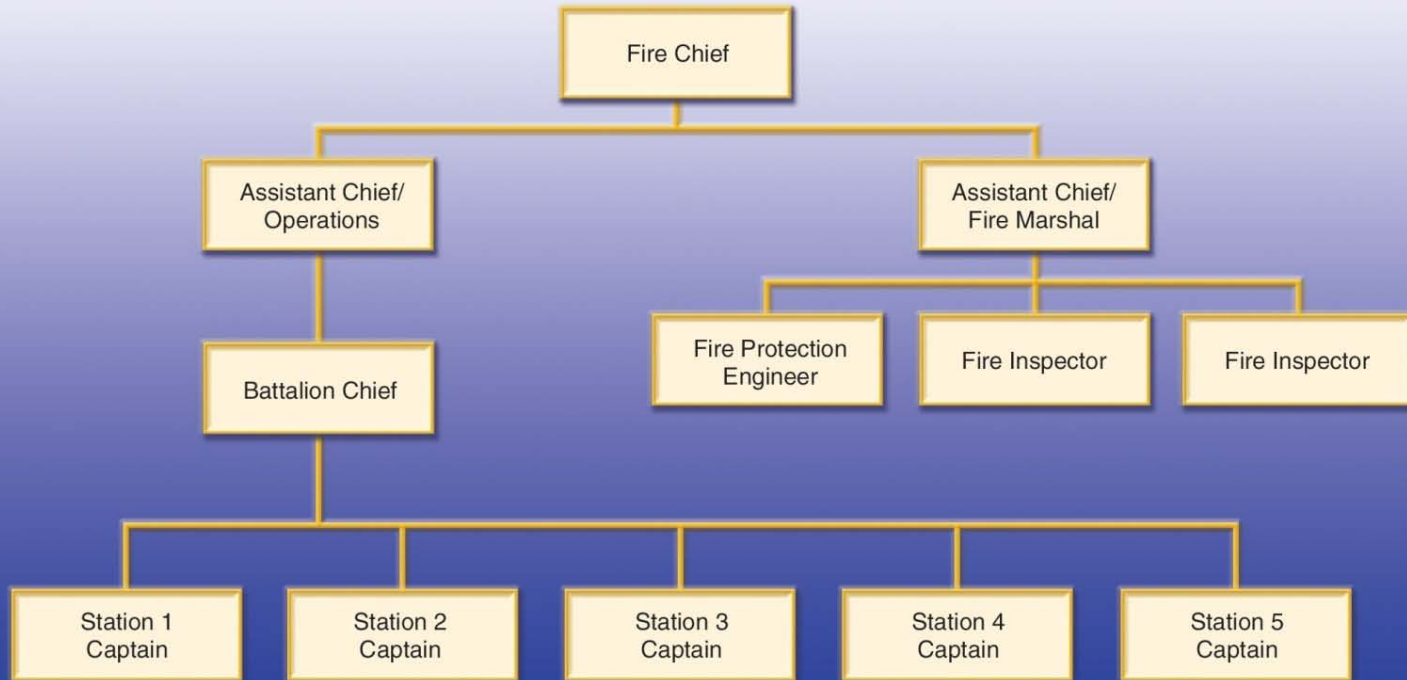 Fire Chief
Assistant Chief/
Operations
Assistant Chief/
Fire Marshal
Fire Protection
Engineer
Fire Inspector
Fire Inspector
Battalion Chief
Station 1
Captain
Station 2
Captain
Station 3
Captain
Station 4
Captain
Station 5
Captain